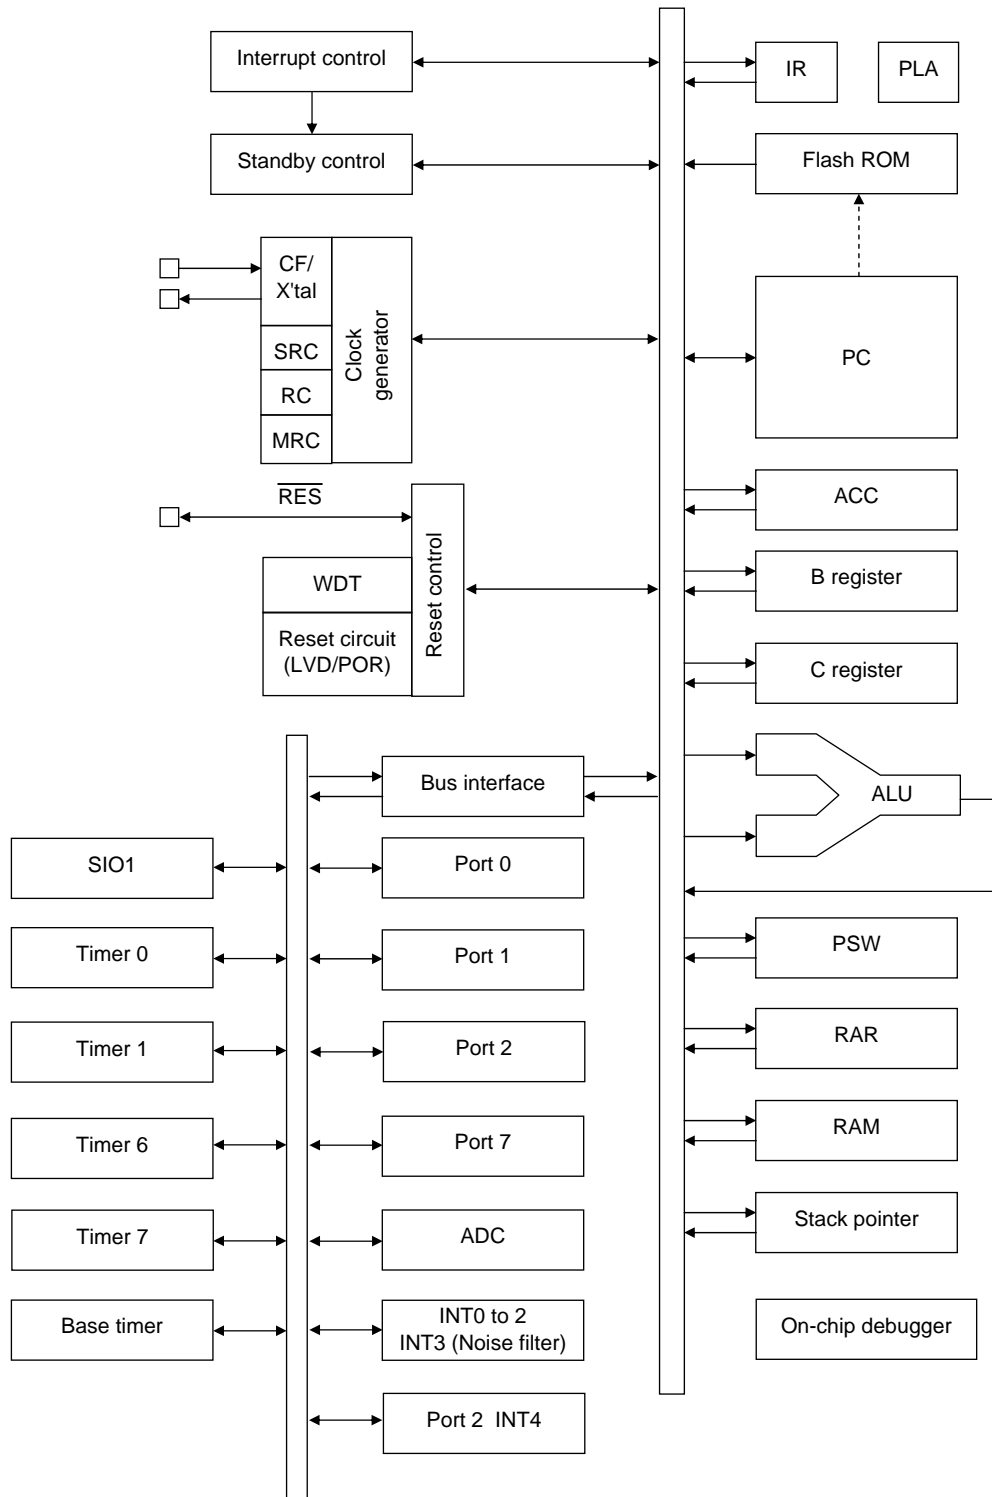 Interrupt control
IR
PLA
Standby control
Flash ROM
CF/
X'tal
SRC
RC
MRC
Clock
generator
PC
RES
WDT
Reset circuit
(LVD/POR)
Reset control
ACC
B register
C register
Bus interface
ALU
SIO1
Port 0
Timer 0
Port 1
PSW
Timer 1
Port 2
RAR
Timer 6
Port 7
RAM
Timer 7
ADC
Stack pointer
Base timer
INT0 to 2
INT3 (Noise filter)
On-chip debugger
Port 2  INT4